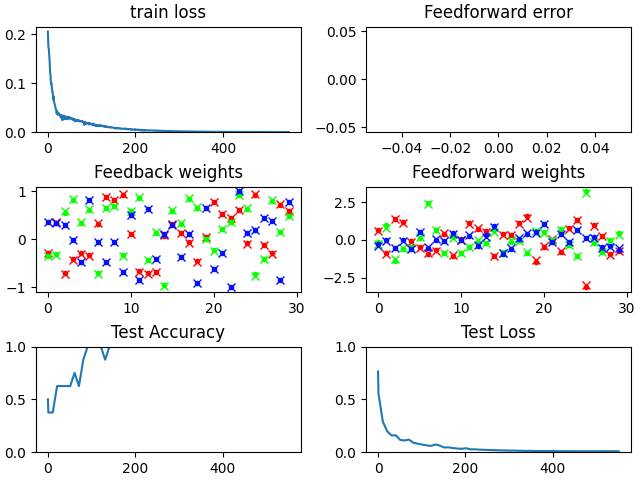 train loss
0.2
0.1
0.0
0 200 400
Feedforward error
0.05
0.00
−0.05
−0.04 −0.02 0.00 0.02 0.04
Feedback weights
1
0
−1
0 10 20 30
Feedforward weights
2.5
0.0
−2.5
0 10 20 30
Test Accuracy
1.0
0.5
0.0
0 200 400
Test Loss
1.0
0.5
0.0
0 200 400